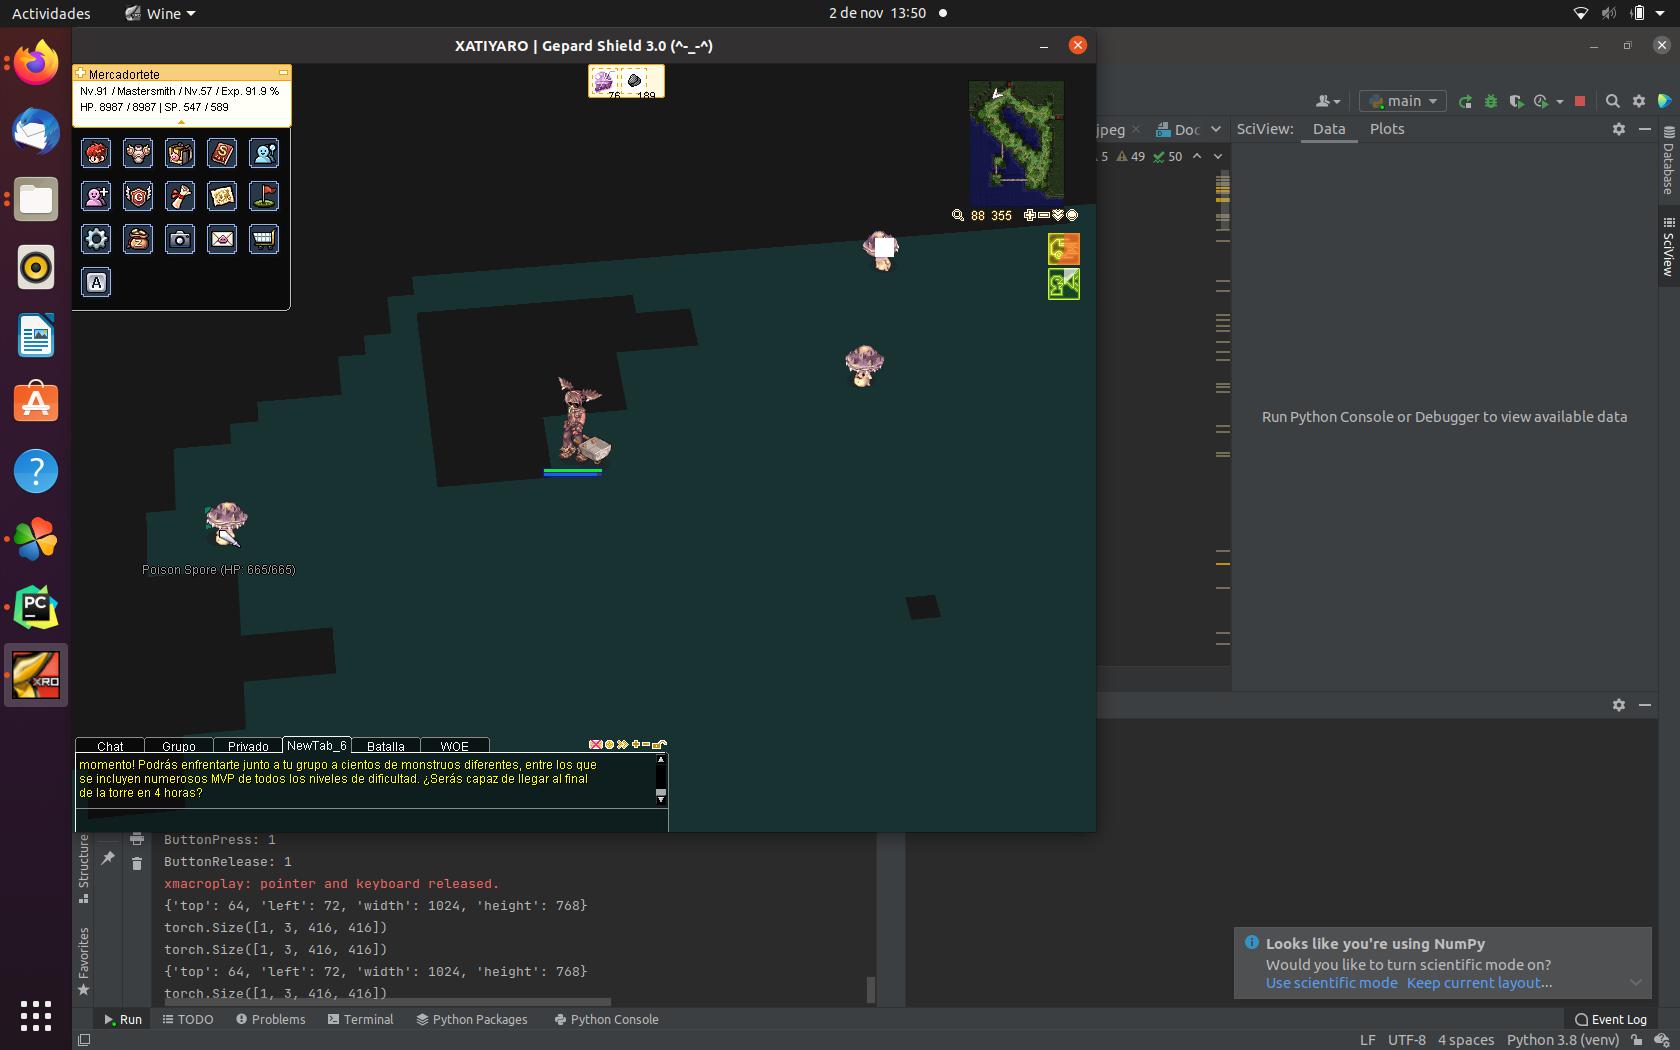 Actividades
Wine
2 de nov 13:50
XATIYARO | Gepard Shield 3.0 (^-_-^)
Mercadortete
Nv.91 / Mastersmith / Nv.57 / Exp. 91.9 %
HP. 8987 / 8987 | SP. 547 / 589
76 189
88 355
Poison Spore (HP: 665/665)
Chat
Grupo
Privado
NewTab_6
Batalla
WOE
momento! Podrás enfrentarte junto a tu grupo a cientos de monstruos diferentes, entre los que
se incluyen numerosos MVP de todos los niveles de dificultad. ¿Serás capaz de llegar al final
de la torre en 4 horas?
main
jpeg
Doc
SciView:
Data
Plots
5 49 50
Database
SciView
Run Python Console or Debugger to view available data
Structure
Favorites
ButtonPress: 1
ButtonRelease: 1
xmacroplay: pointer and keyboard released.
{'top': 64, 'left': 72, 'width': 1024, 'height': 768}
torch.Size([1, 3, 416, 416])
torch.Size([1, 3, 416, 416])
{'top': 64, 'left': 72, 'width': 1024, 'height': 768}
torch.Size([1, 3, 416, 416])
Looks like you're using NumPy
Would you like to turn scientific mode on?
Use scientific mode Keep current layout...
Run
TODO
Problems
Terminal
Python Packages
Python Console
Event Log
LF UTF-8 4 spaces Python 3.8 (venv)
PC
XRO
A